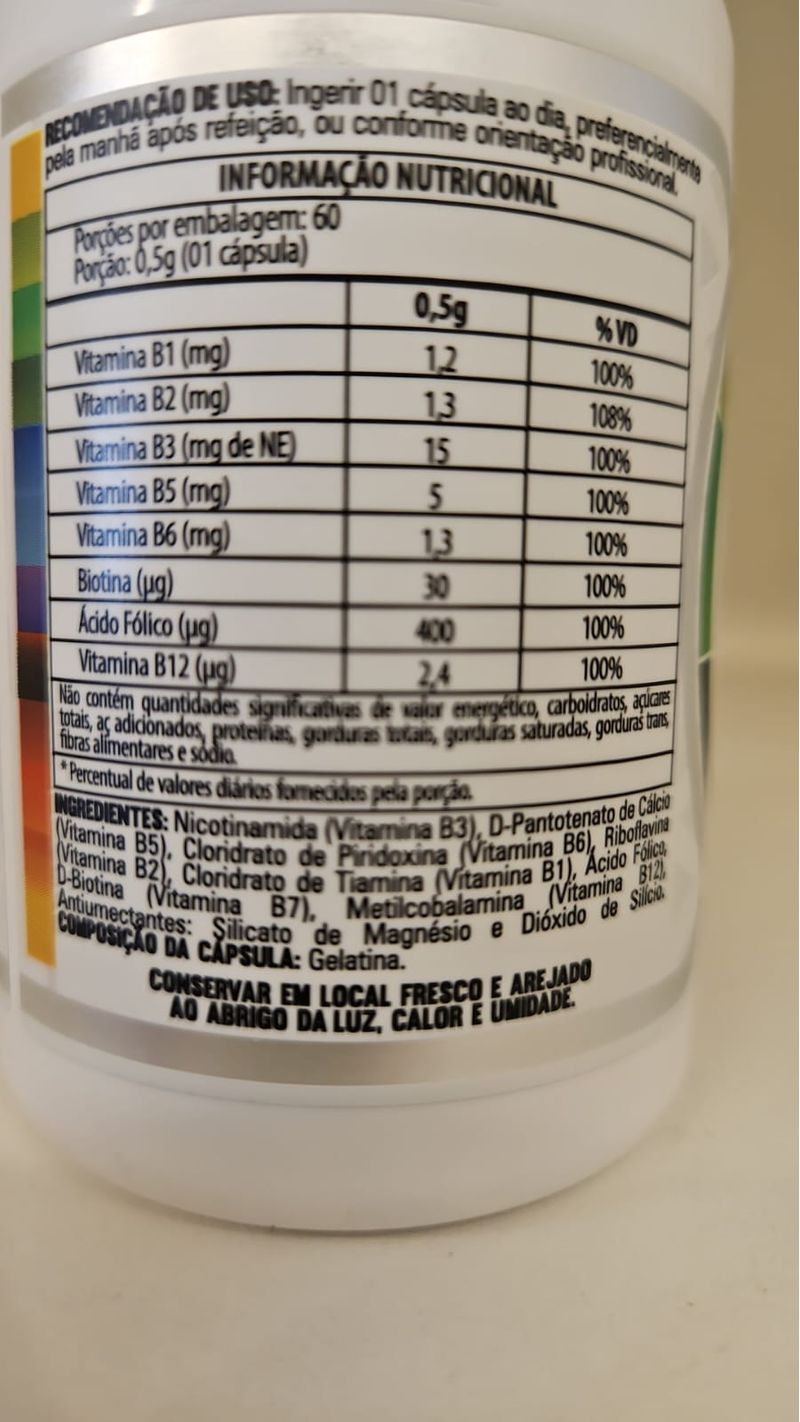 RECOMENDAÇÃO DE USO: Ingerir 01 cápsula ao dia, preferencialmente
pela manhã após refeição, ou conforme orientação profissional.
INFORMAÇÃO NUTRICIONAL
Porções por embalagem: 60
Porção: 0,5g (01 cápsula)
0,5g % VD
Vitamina B1 (mg) 1,2 100%
Vitamina B2 (mg) 1,3 108%
Vitamina B3 (mg de NE) 15 100%
Vitamina B5 (mg) 5 100%
Vitamina B6 (mg) 1,3 100%
Biotina (µg) 30 100%
Ácido Fólico (µg) 400 100%
Vitamina B12 (µg) 2,4 100%
Não contém quantidades significativas de valor energético, carboidratos, açúcares
totais, aç adicionados, proteínas, gorduras totais, gorduras saturadas, gorduras trans,
fibras alimentares e sódio.
* Percentual de valores diários fornecidos pela porção.
INGREDIENTES: Nicotinamida (Vitamina B3), D-Pantotenato de Cálcio
(Vitamina B5), Cloridrato de Piridoxina (Vitamina B6), Riboflavina
(Vitamina B2), Cloridrato de Tiamina (Vitamina B1), Ácido Fólico,
D-Biotina (Vitamina B7), Metilcobalamina (Vitamina B12),
Antiumectantes: Silicato de Magnésio e Dióxido de Silício.
COMPOSIÇÃO DA CÁPSULA: Gelatina.
CONSERVAR EM LOCAL FRESCO E AREJADO
AO ABRIGO DA LUZ, CALOR E UMIDADE.